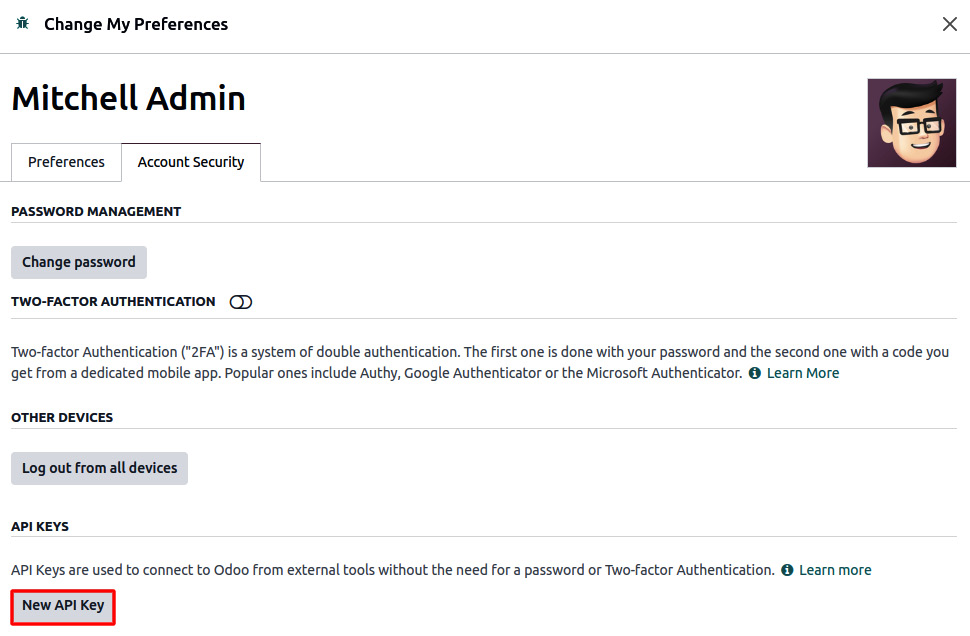 Change My Preferences
Mitchell Admin
Preferences
Account Security
PASSWORD MANAGEMENT
Change password
TWO-FACTOR AUTHENTICATION
Two-factor Authentication ("2FA") is a system of double authentication. The first one is done with your password and the second one with a code you
get from a dedicated mobile app. Popular ones include Authy, Google Authenticator or the Microsoft Authenticator. Learn More
OTHER DEVICES
Log out from all devices
API KEYS
API Keys are used to connect to Odoo from external tools without the need for a password or Two-factor Authentication. Learn more
New API Key